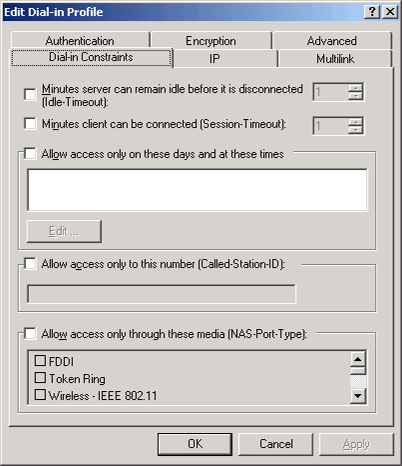 Edit Dial-in Profile
Authentication Encryption Advanced
Dial-in Constraints IP Multilink
Minutes server can remain idle before it is disconnected
(Idle-Timeout):
1
Minutes client can be connected (Session-Timeout):
1
Allow access only on these days and at these times
Edit ...
Allow access only to this number (Called-Station-ID):
Allow access only through these media (NAS-Port-Type):
FDDI
Token Ring
Wireless - IEEE 802.11
OK Cancel Apply